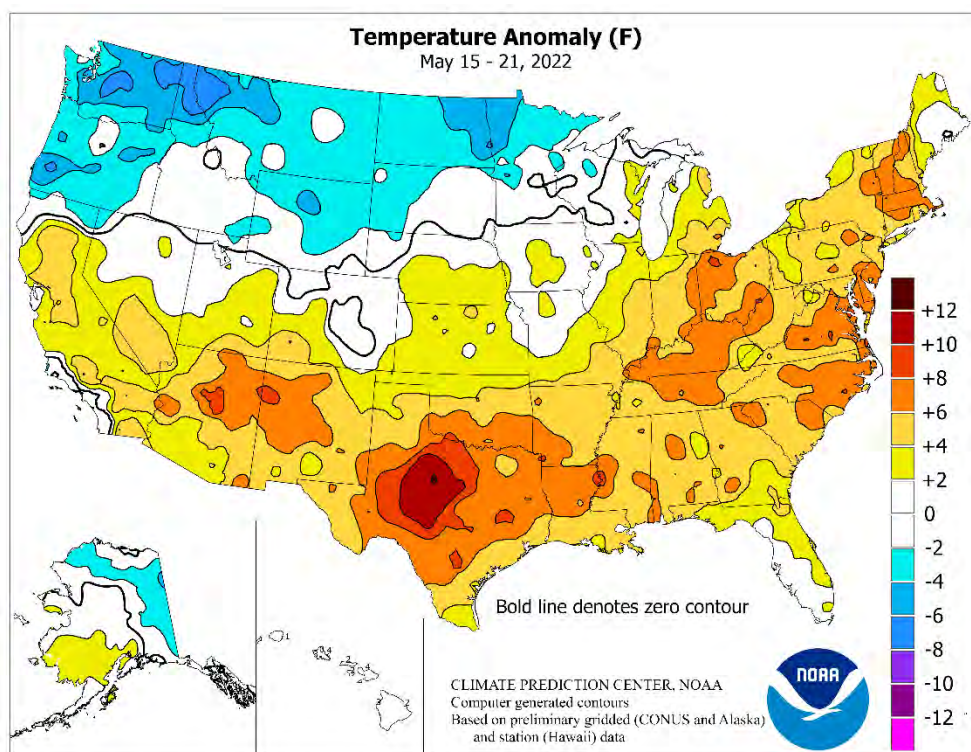 Temperature Anomaly (F)
May 15 - 21, 2022
+12
+10
+8
+6
+4
+2
0
-2
-4
-6
-8
-10
-12
Bold line denotes zero contour
CLIMATE PREDICTION CENTER, NOAA
Computer generated contours
Based on preliminary gridded (CONUS and Alaska)
and station (Hawaii) data
NOAA